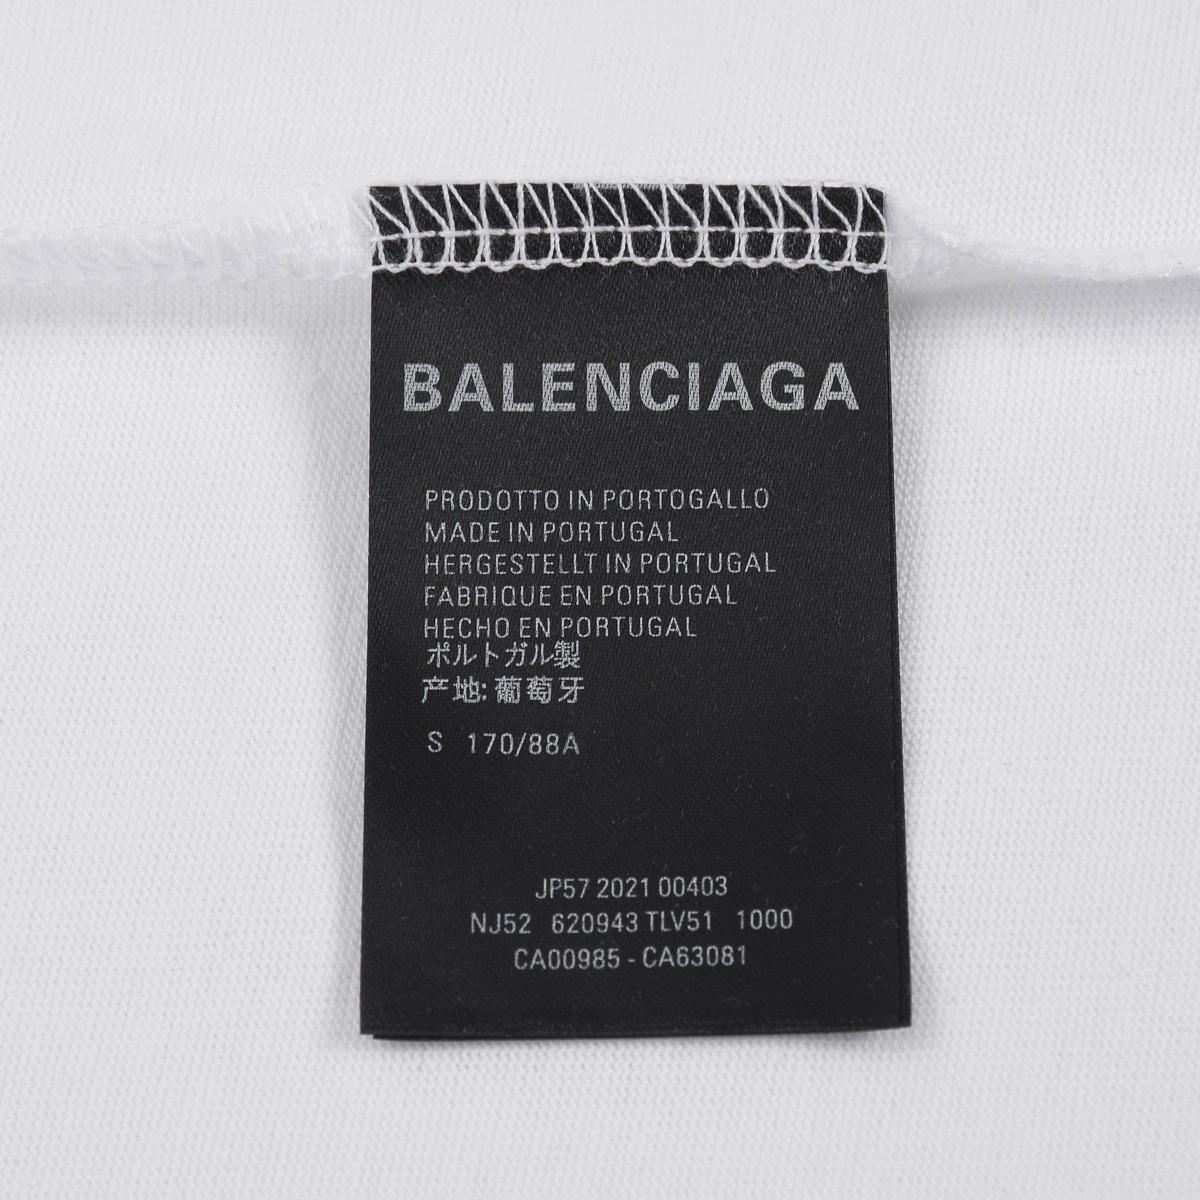 BALENCIAGA
PRODOTTO IN PORTOGALLO
MADE IN PORTUGAL
HERGESTELLT IN PORTUGAL
FABRIQUE EN PORTUGAL
HECHO EN PORTUGAL
ポルトガル製
产地: 葡萄牙
S 170/88A
JP57 2021 00403
NJ52 620943 TLV51 1000
CA00985 - CA63081